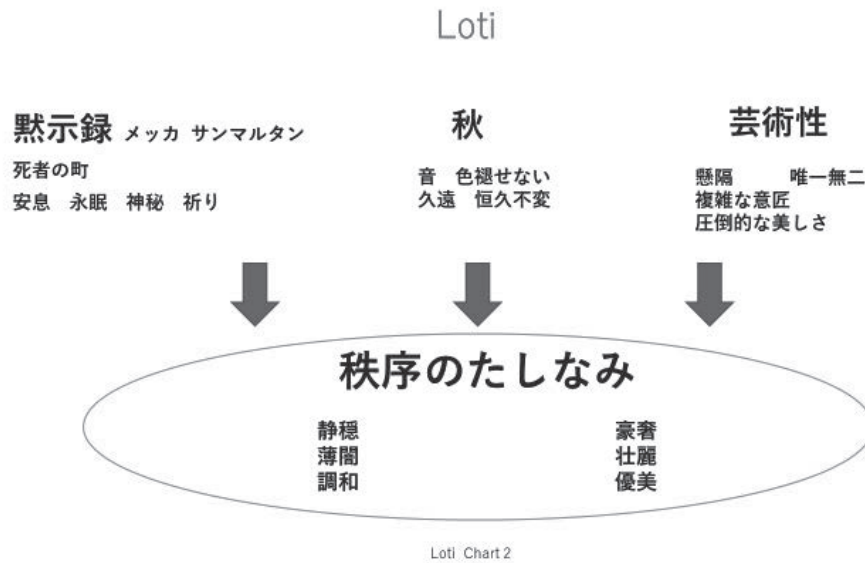 Loti
黙示録 メッカ サンマルタン
死者の町
安息 永眠 神秘 祈り
秋
音 色褪せない
久遠 恒久不変
芸術性
懸隔 唯一無二
複雑な意匠
圧倒的な美しさ
秩序のたしなみ
静穏
薄闇
調和
豪奢
壮麗
優美
Loti Chart 2